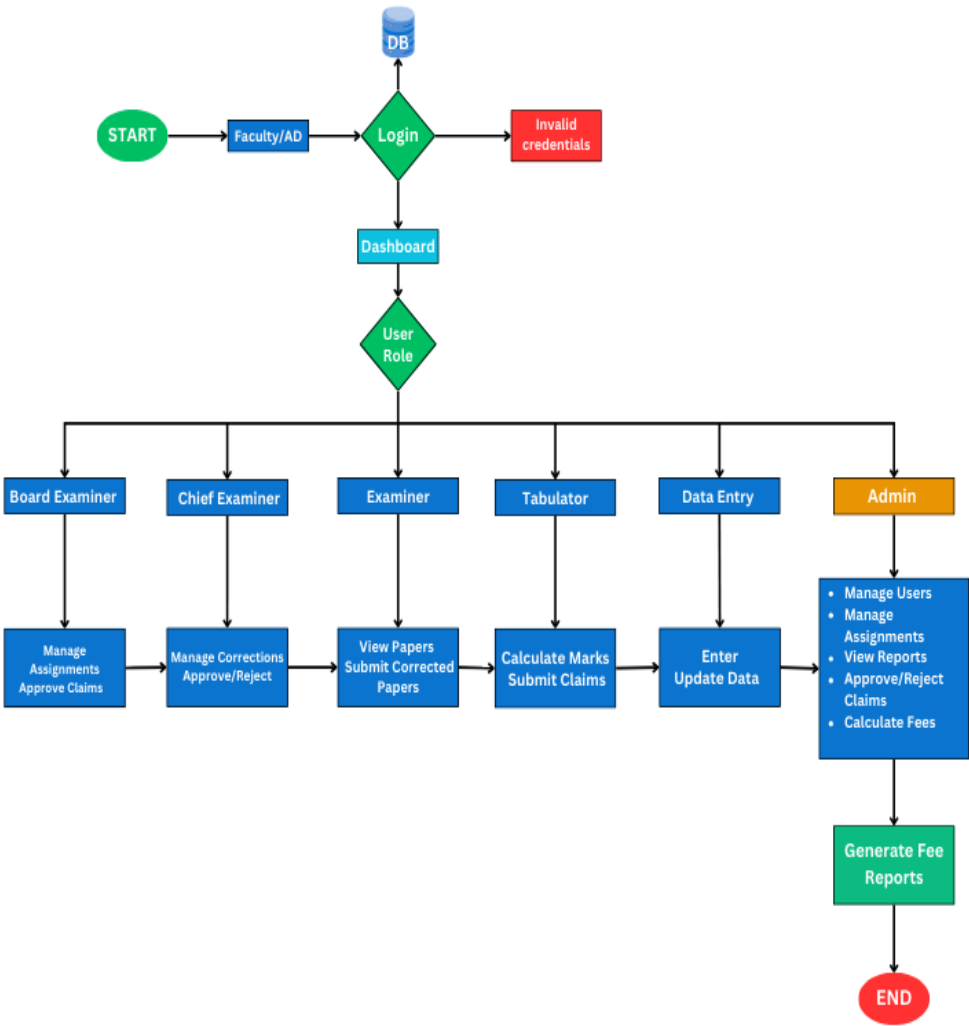 DB
START
Faculty/AD
Login
Invalid
credentials
Dashboard
User
Role
Board Examiner
Chief Examiner
Examiner
Tabulator
Data Entry
Admin
Manage
Assignments
Approve Claims
Manage Corrections
Approve/Reject
View Papers
Submit Corrected
Papers
Calculate Marks
Submit Claims
Enter
Update Data
• Manage Users
• Manage
Assignments
• View Reports
• Approve/Reject
Claims
• Calculate Fees
Generate Fee
Reports
END